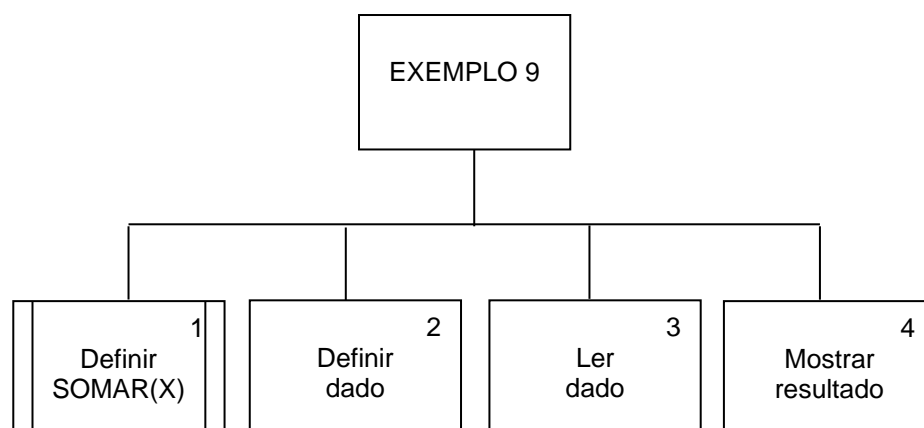 EXEMPLO 9
1
Definir
SOMAR(X)
2
Definir
dado
3
Ler
dado
4
Mostrar
resultado